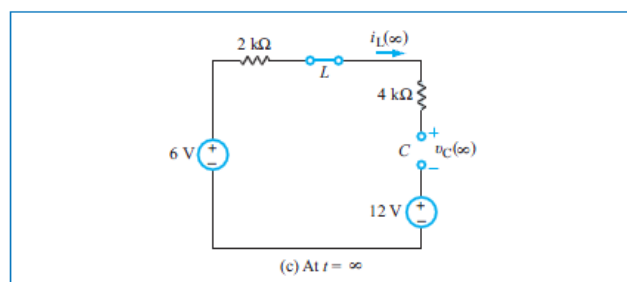 2 kΩ
iL(∞)
L
4 kΩ
+
6 V
+
−
C
vC(∞)
−
12 V
+
−
(c) At t = ∞